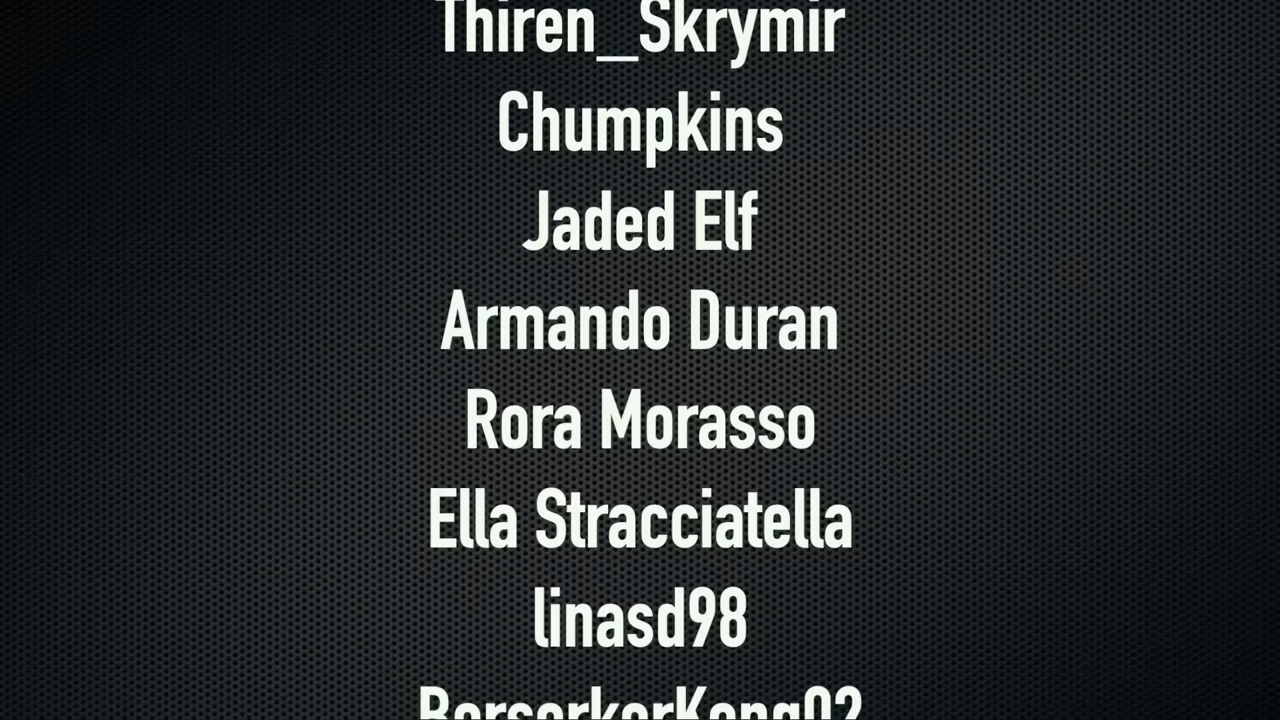 Thiren_Skrymir
Chumpkins
Jaded Elf
Armando Duran
Rora Morasso
Ella Stracciatella
linasd98